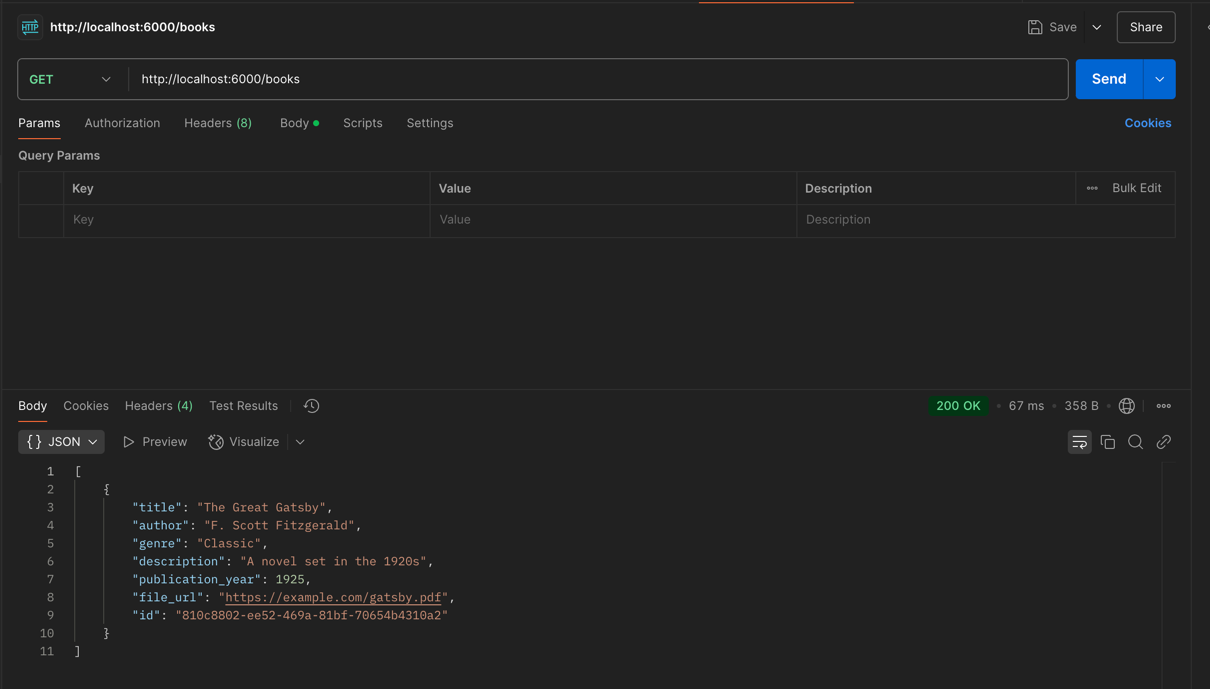 HTTP http://localhost:6000/books Save Share
GET http://localhost:6000/books Send
Params Authorization Headers (8) Body Scripts Settings Cookies
Query Params
Key Value Description Bulk Edit
Key Value Description
Body Cookies Headers (4) Test Results 200 OK 67 ms 358 B
{} JSON Preview Visualize
1 [
2 {
3 "title": "The Great Gatsby",
4 "author": "F. Scott Fitzgerald",
5 "genre": "Classic",
6 "description": "A novel set in the 1920s",
7 "publication_year": 1925,
8 "file_url": "https://example.com/gatsby.pdf",
9 "id": "810c8802-ee52-469a-81bf-70654b4310a2"
10 }
11 ]